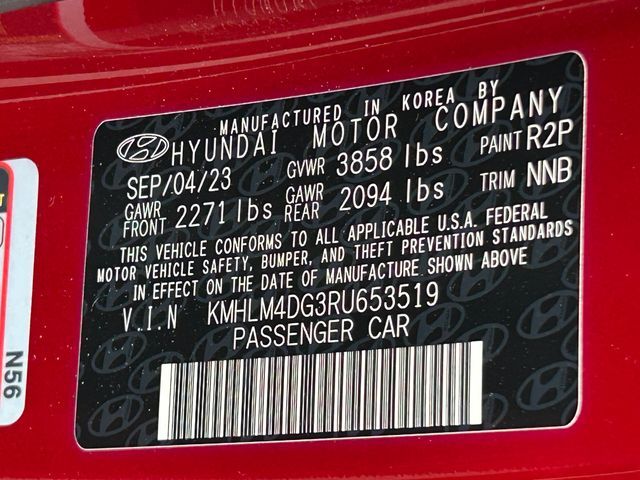 MANUFACTURED IN KOREA BY
HYUNDAI MOTOR COMPANY
SEP/04/23 GVWR 3858 lbs PAINT R2P
GAWR FRONT 2271 lbs GAWR REAR 2094 lbs TRIM NNB
THIS VEHICLE CONFORMS TO ALL APPLICABLE U.S.A. FEDERAL
MOTOR VEHICLE SAFETY, BUMPER, AND THEFT PREVENTION STANDARDS
IN EFFECT ON THE DATE OF MANUFACTURE SHOWN ABOVE
V.I.N KMHLM4DG3RU653519
PASSENGER CAR
N56